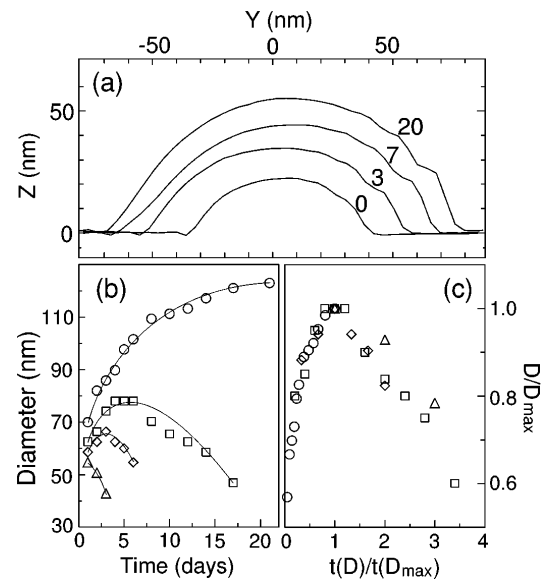 Y (nm)
-50 0 50
(a)
Z (nm)
50
0
20
7
3
0
(b)
Diameter (nm)
110
90
70
50
30
0 5 10 15 20
Time (days)
(c)
1.0
0.8
0.6
D/Dmax
0 1 2 3 4
t(D)/t(Dmax)